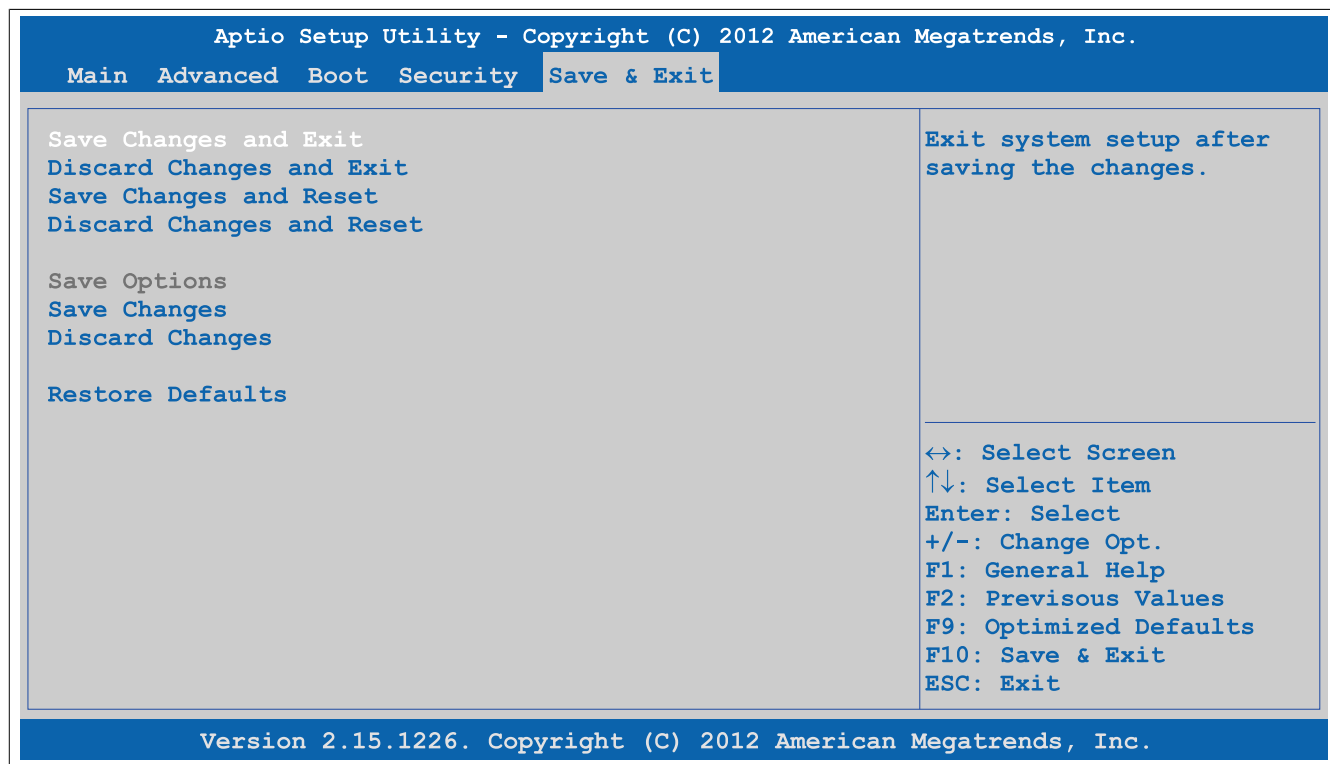 Aptio Setup Utility - Copyright (C) 2012 American Megatrends, Inc.
Main Advanced Boot Security Save & Exit
Save Changes and Exit
Discard Changes and Exit
Save Changes and Reset
Discard Changes and Reset
Save Options
Save Changes
Discard Changes
Restore Defaults
Exit system setup after
saving the changes.
↔: Select Screen
↑↓: Select Item
Enter: Select
+/-: Change Opt.
F1: General Help
F2: Previsous Values
F9: Optimized Defaults
F10: Save & Exit
ESC: Exit
Version 2.15.1226. Copyright (C) 2012 American Megatrends, Inc.